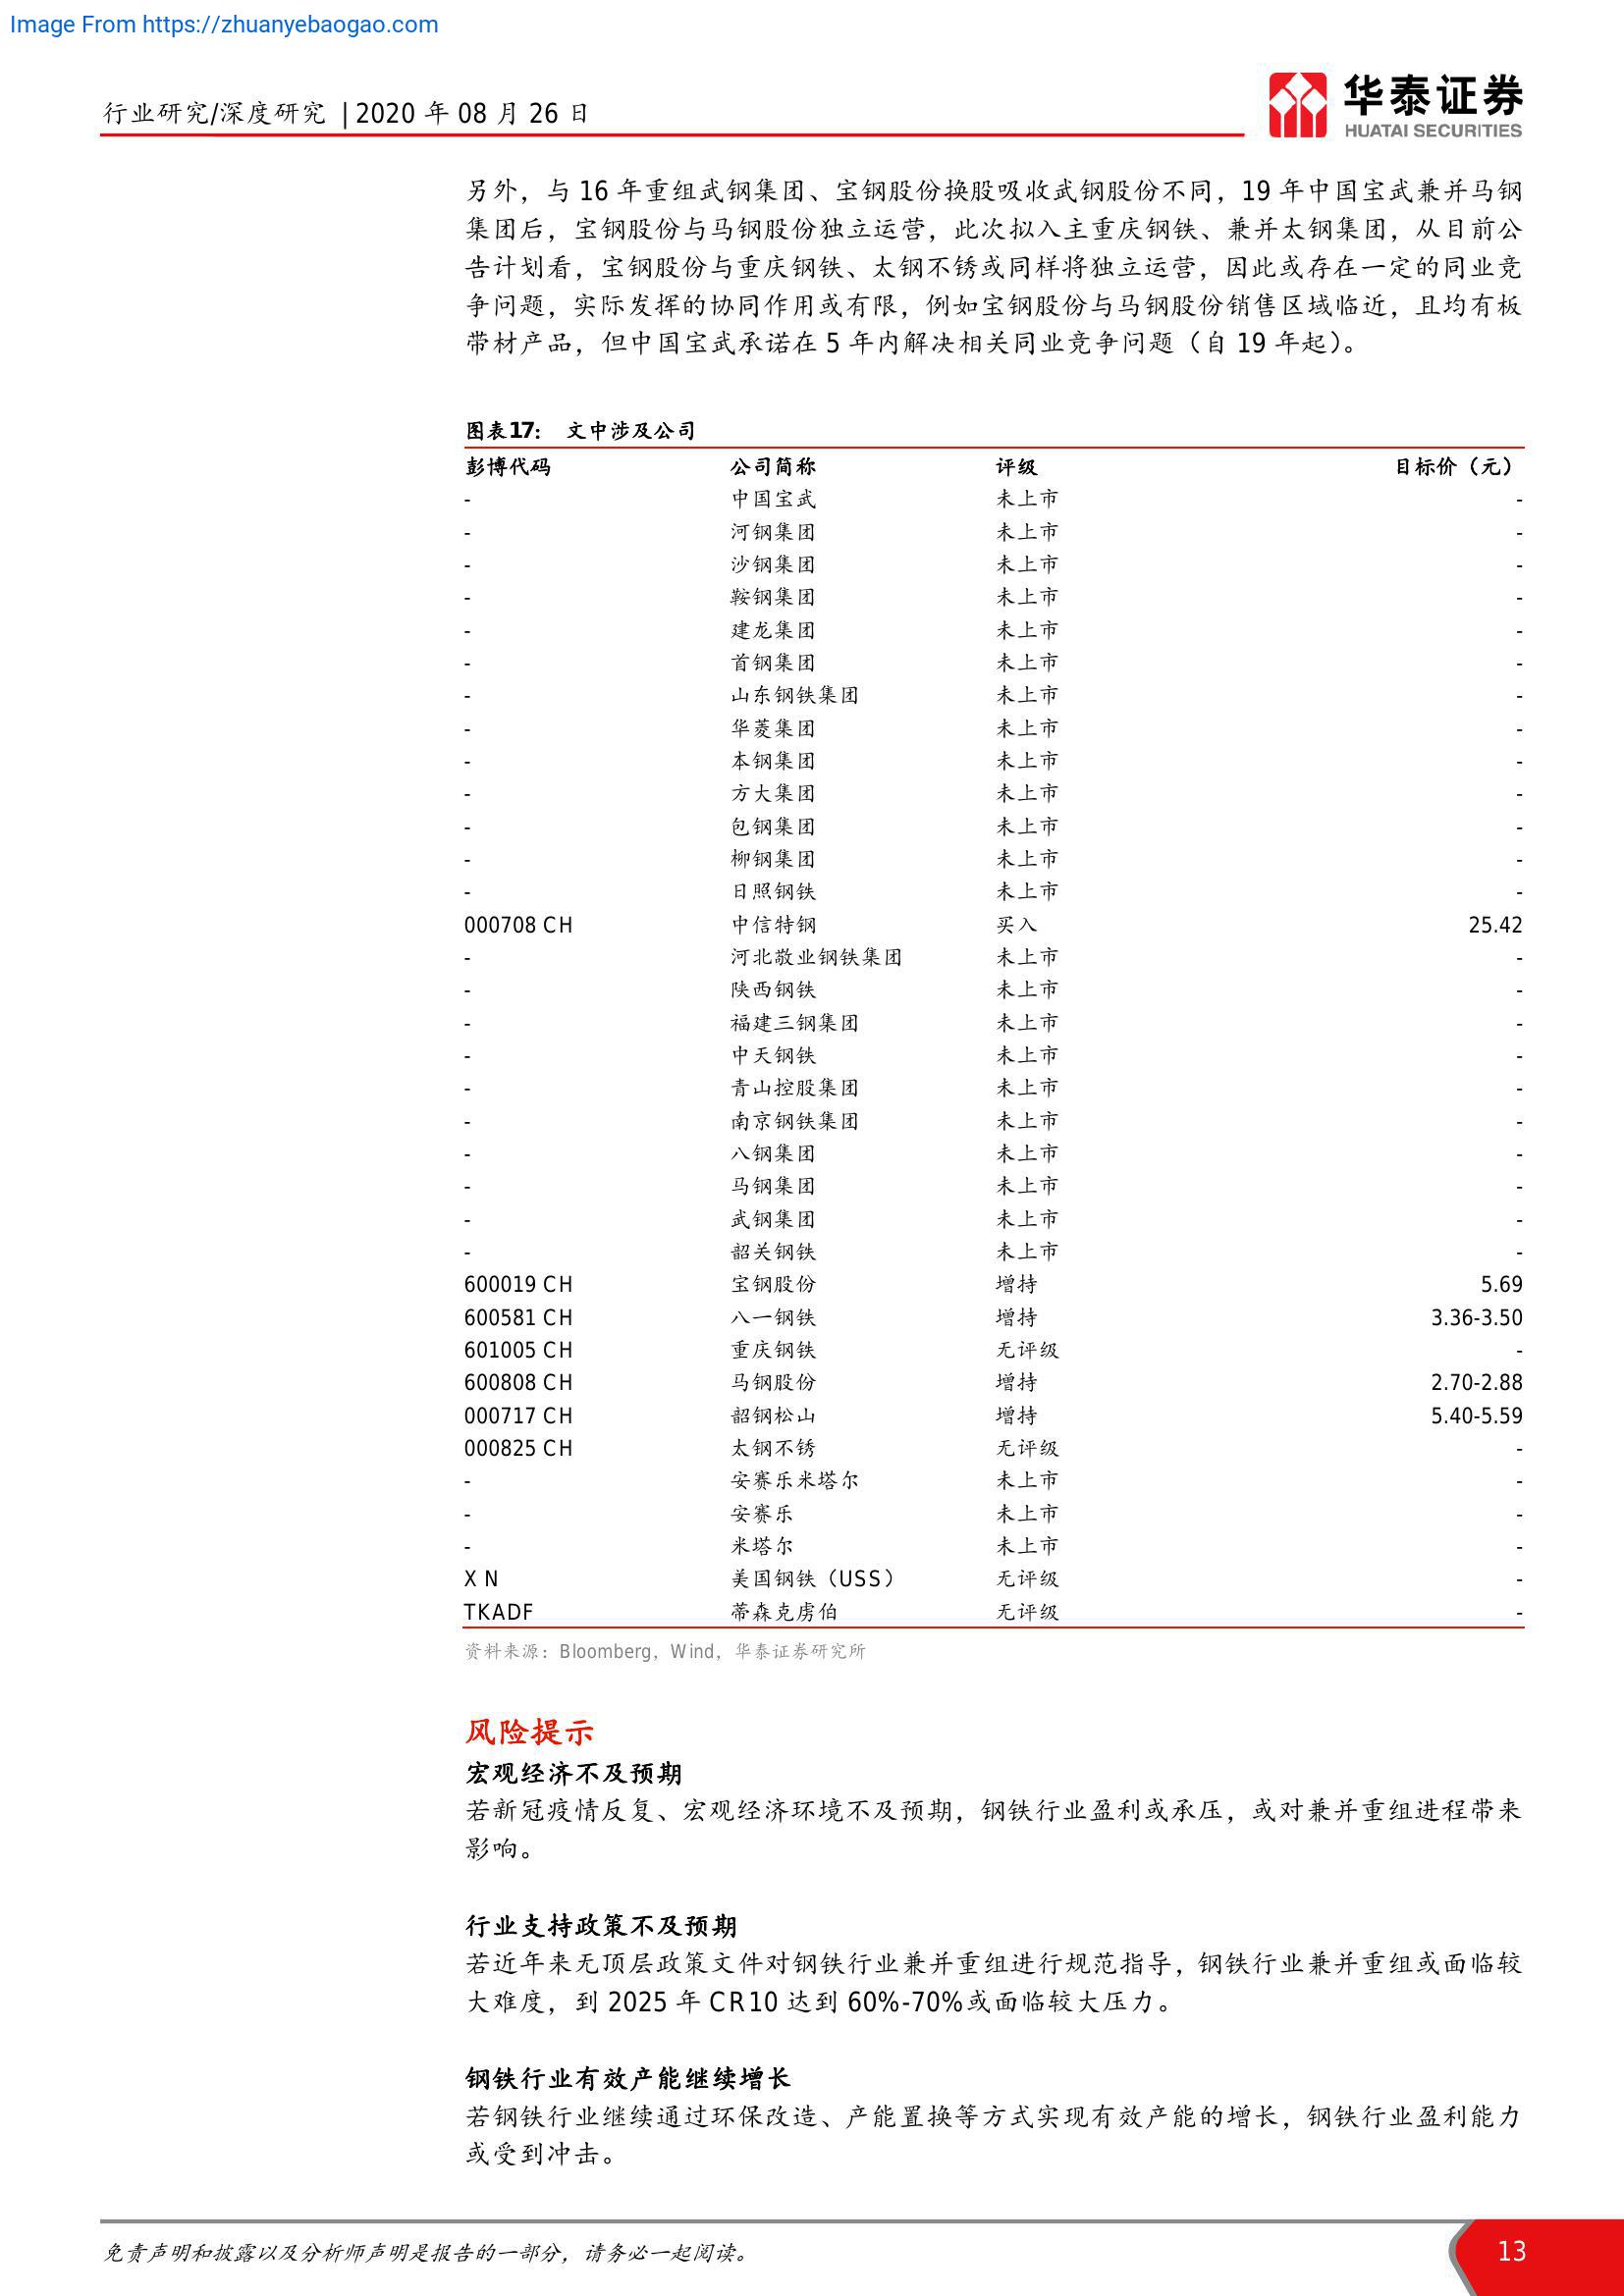 Image From https://zhuanyebaogao.com
行业研究/深度研究 | 2020 年 08 月 26 日
华泰证券
HUATAI SECURITIES
另外，与 16 年重组武钢集团、宝钢股份换股吸收武钢股份不同，19 年中国宝武兼并马钢
集团后，宝钢股份与马钢股份独立运营，此次拟入主重庆钢铁、兼并太钢集团，从目前公
告计划看，宝钢股份与重庆钢铁、太钢不锈或同样将独立运营，因此或存在一定的同业竞
争问题，实际发挥的协同作用或有限，例如宝钢股份与马钢股份销售区域临近，且均有板
带材产品，但中国宝武承诺在 5 年内解决相关同业竞争问题（自 19 年起）。
图表17： 文中涉及公司
彭博代码 公司简称 评级 目标价（元）
- 中国宝武 未上市 -
- 河钢集团 未上市 -
- 沙钢集团 未上市 -
- 鞍钢集团 未上市 -
- 建龙集团 未上市 -
- 首钢集团 未上市 -
- 山东钢铁集团 未上市 -
- 华菱集团 未上市 -
- 本钢集团 未上市 -
- 方大集团 未上市 -
- 包钢集团 未上市 -
- 柳钢集团 未上市 -
- 日照钢铁 未上市 -
000708 CH 中信特钢 买入 25.42
- 河北敬业钢铁集团 未上市 -
- 陕西钢铁 未上市 -
- 福建三钢集团 未上市 -
- 中天钢铁 未上市 -
- 青山控股集团 未上市 -
- 南京钢铁集团 未上市 -
- 八钢集团 未上市 -
- 马钢集团 未上市 -
- 武钢集团 未上市 -
- 韶关钢铁 未上市 -
600019 CH 宝钢股份 增持 5.69
600581 CH 八一钢铁 增持 3.36-3.50
601005 CH 重庆钢铁 无评级 -
600808 CH 马钢股份 增持 2.70-2.88
000717 CH 韶钢松山 增持 5.40-5.59
000825 CH 太钢不锈 无评级 -
- 安赛乐米塔尔 未上市 -
- 安赛乐 未上市 -
- 米塔尔 未上市 -
X N 美国钢铁（USS） 无评级 -
TKADF 蒂森克虏伯 无评级 -
资料来源：Bloomberg，Wind，华泰证券研究所
风险提示
宏观经济不及预期
若新冠疫情反复、宏观经济环境不及预期，钢铁行业盈利或承压，或对兼并重组进程带来
影响。
行业支持政策不及预期
若近年来无顶层政策文件对钢铁行业兼并重组进行规范指导，钢铁行业兼并重组或面临较
大难度，到 2025 年 CR10 达到 60%-70%或面临较大压力。
钢铁行业有效产能继续增长
若钢铁行业继续通过环保改造、产能置换等方式实现有效产能的增长，钢铁行业盈利能力
或受到冲击。
免责声明和披露以及分析师声明是报告的一部分，请务必一起阅读。
13